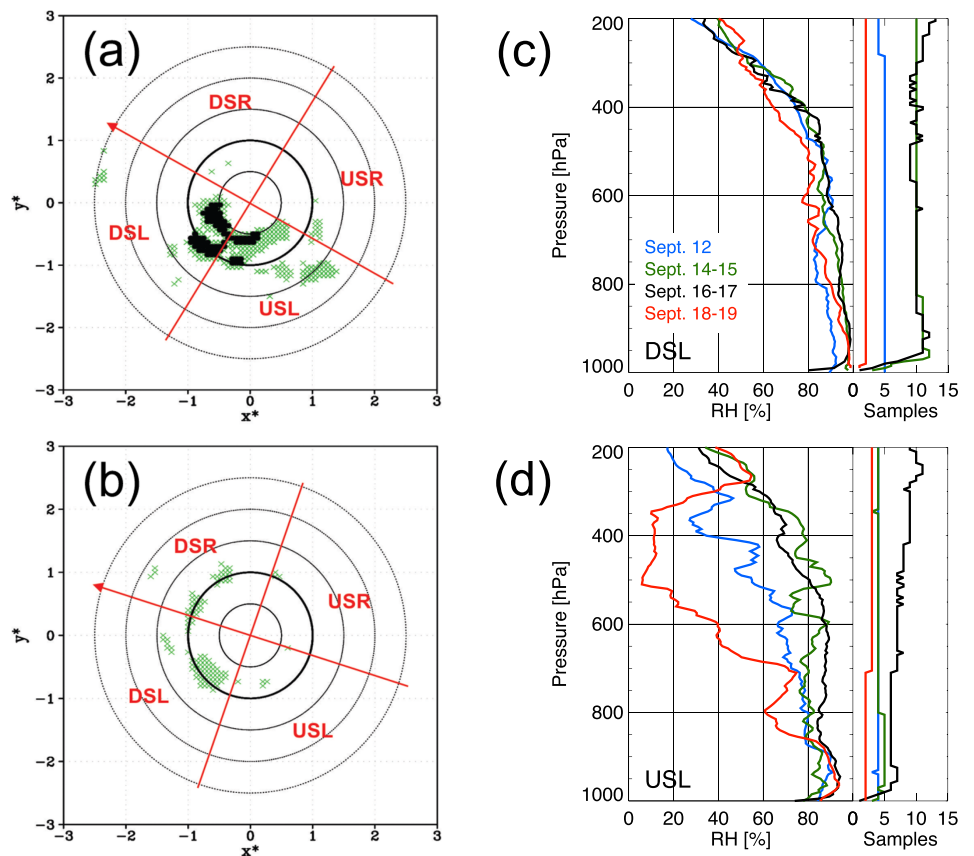 (a)
3
2
1
0
−1
−2
−3
y*
DSR
USR
DSL
USL
−3 −2 −1 0 1 2 3
x*
(b)
3
2
1
0
−1
−2
−3
y*
DSR
USR
DSL
USL
−3 −2 −1 0 1 2 3
x*
(c)
200
400
600
800
1000
Pressure [hPa]
Sept. 12
Sept. 14-15
Sept. 16-17
Sept. 18-19
DSL
0 20 40 60 80 0 5 10 15
RH [%] Samples
(d)
200
400
600
800
1000
Pressure [hPa]
USL
0 20 40 60 80 0 5 10 15
RH [%] Samples